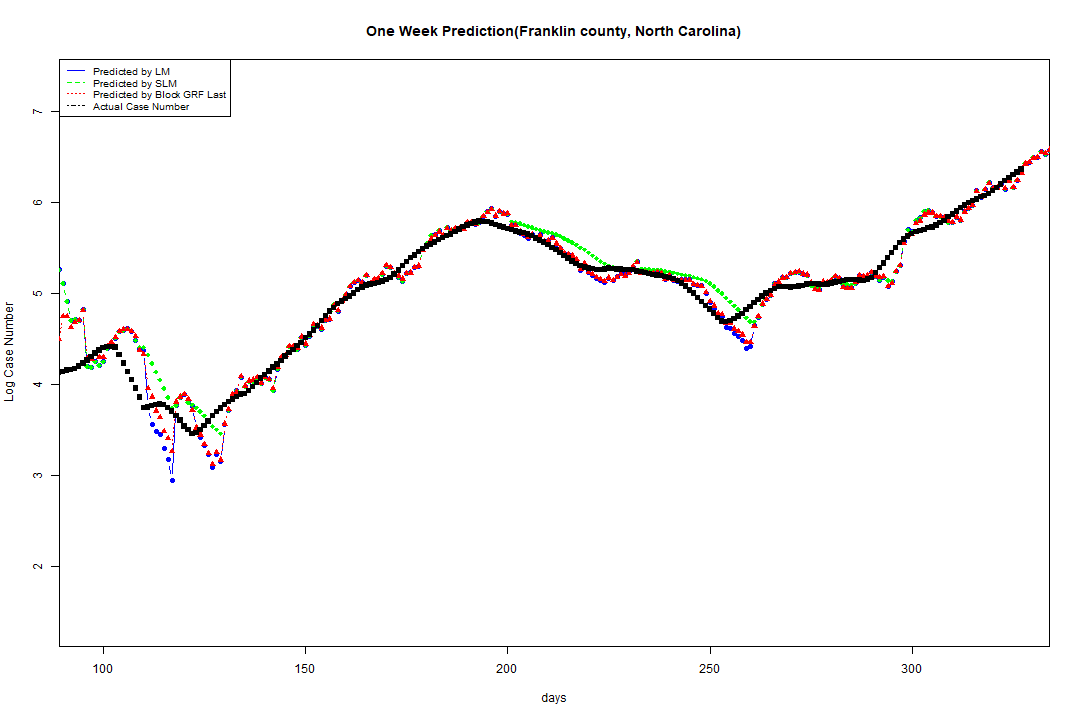 One Week Prediction(Franklin county, North Carolina)
Predicted by LM
Predicted by SLM
Predicted by Block GRF Last
Actual Case Number
Log Case Number
7
6
5
4
3
2
100 150 200 250 300
days